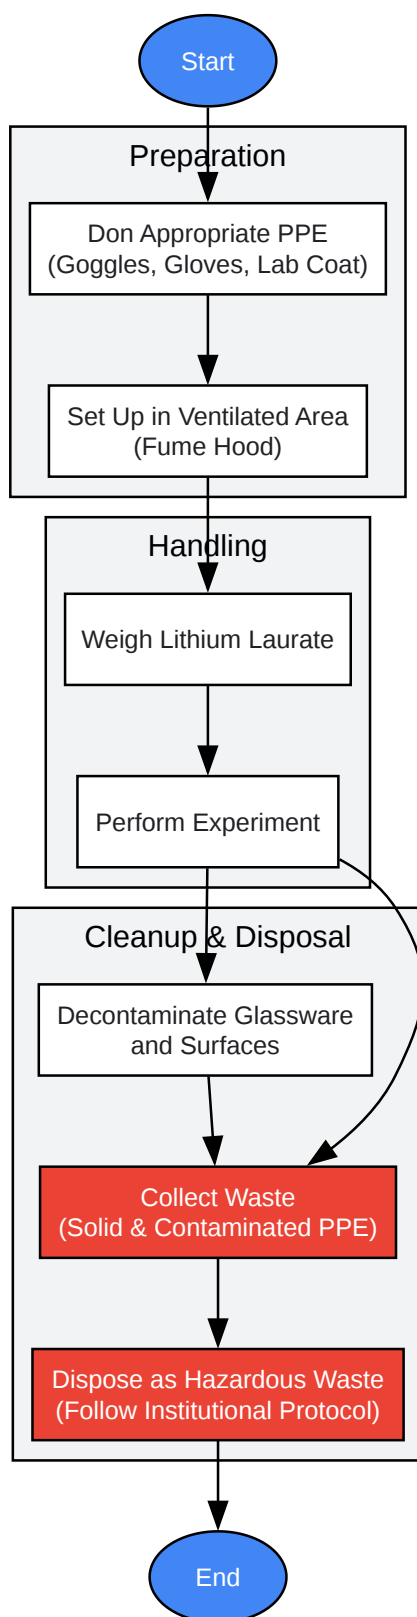 Start
Preparation
Don Appropriate PPE
(Goggles, Gloves, Lab Coat)
Set Up in Ventilated Area
(Fume Hood)
Handling
Weigh Lithium Laurate
Perform Experiment
Cleanup & Disposal
Decontaminate Glassware
and Surfaces
Collect Waste
(Solid & Contaminated PPE)
Dispose as Hazardous Waste
(Follow Institutional Protocol)
End